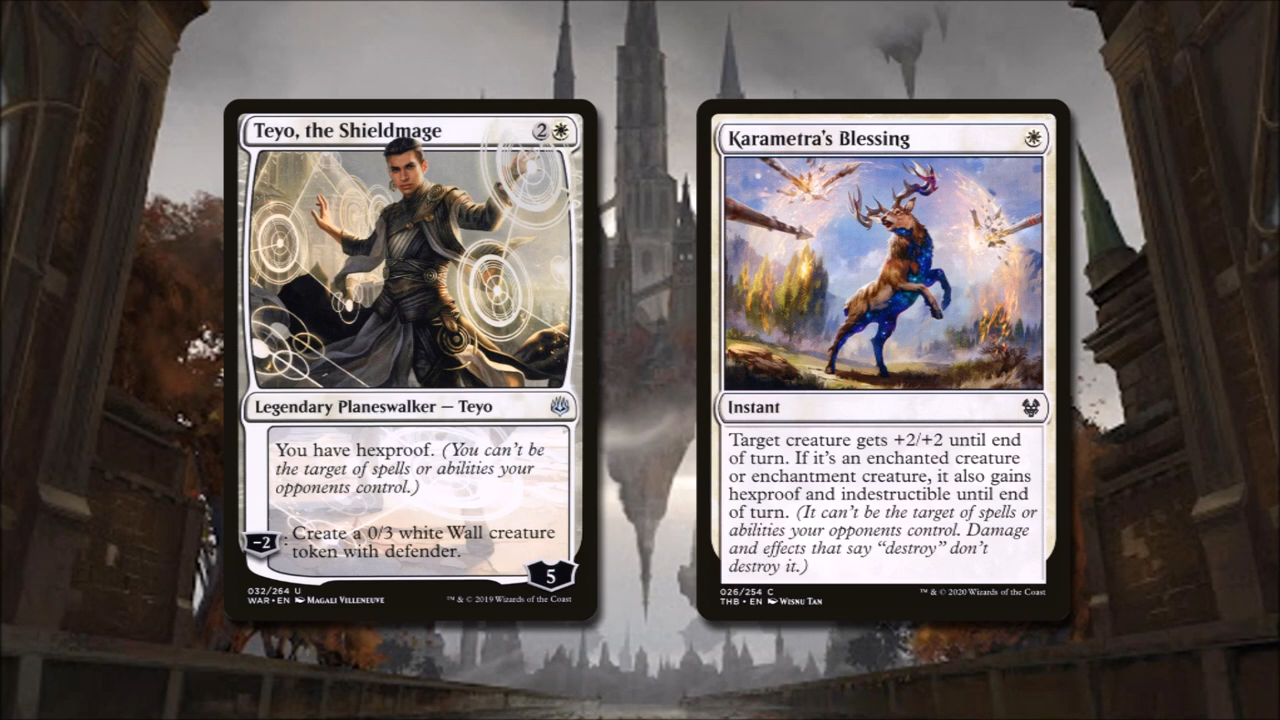 Teyo, the Shieldmage 2
Legendary Planeswalker — Teyo
You have hexproof. (You can't be
the target of spells or abilities your
opponents control.)
−2: Create a 0/3 white Wall creature
token with defender.
5
032/264 U
WAR • EN Magali Villeneuve ™ & © 2019 Wizards of the Coast
Karametra's Blessing
Instant
Target creature gets +2/+2 until end
of turn. If it's an enchanted creature
or enchantment creature, it also gains
hexproof and indestructible until end
of turn. (It can't be the target of spells or
abilities your opponents control. Damage
and effects that say “destroy” don't
destroy it.)
026/254 C
THB • EN Wisnu Tan ™ & © 2020 Wizards of the Coast